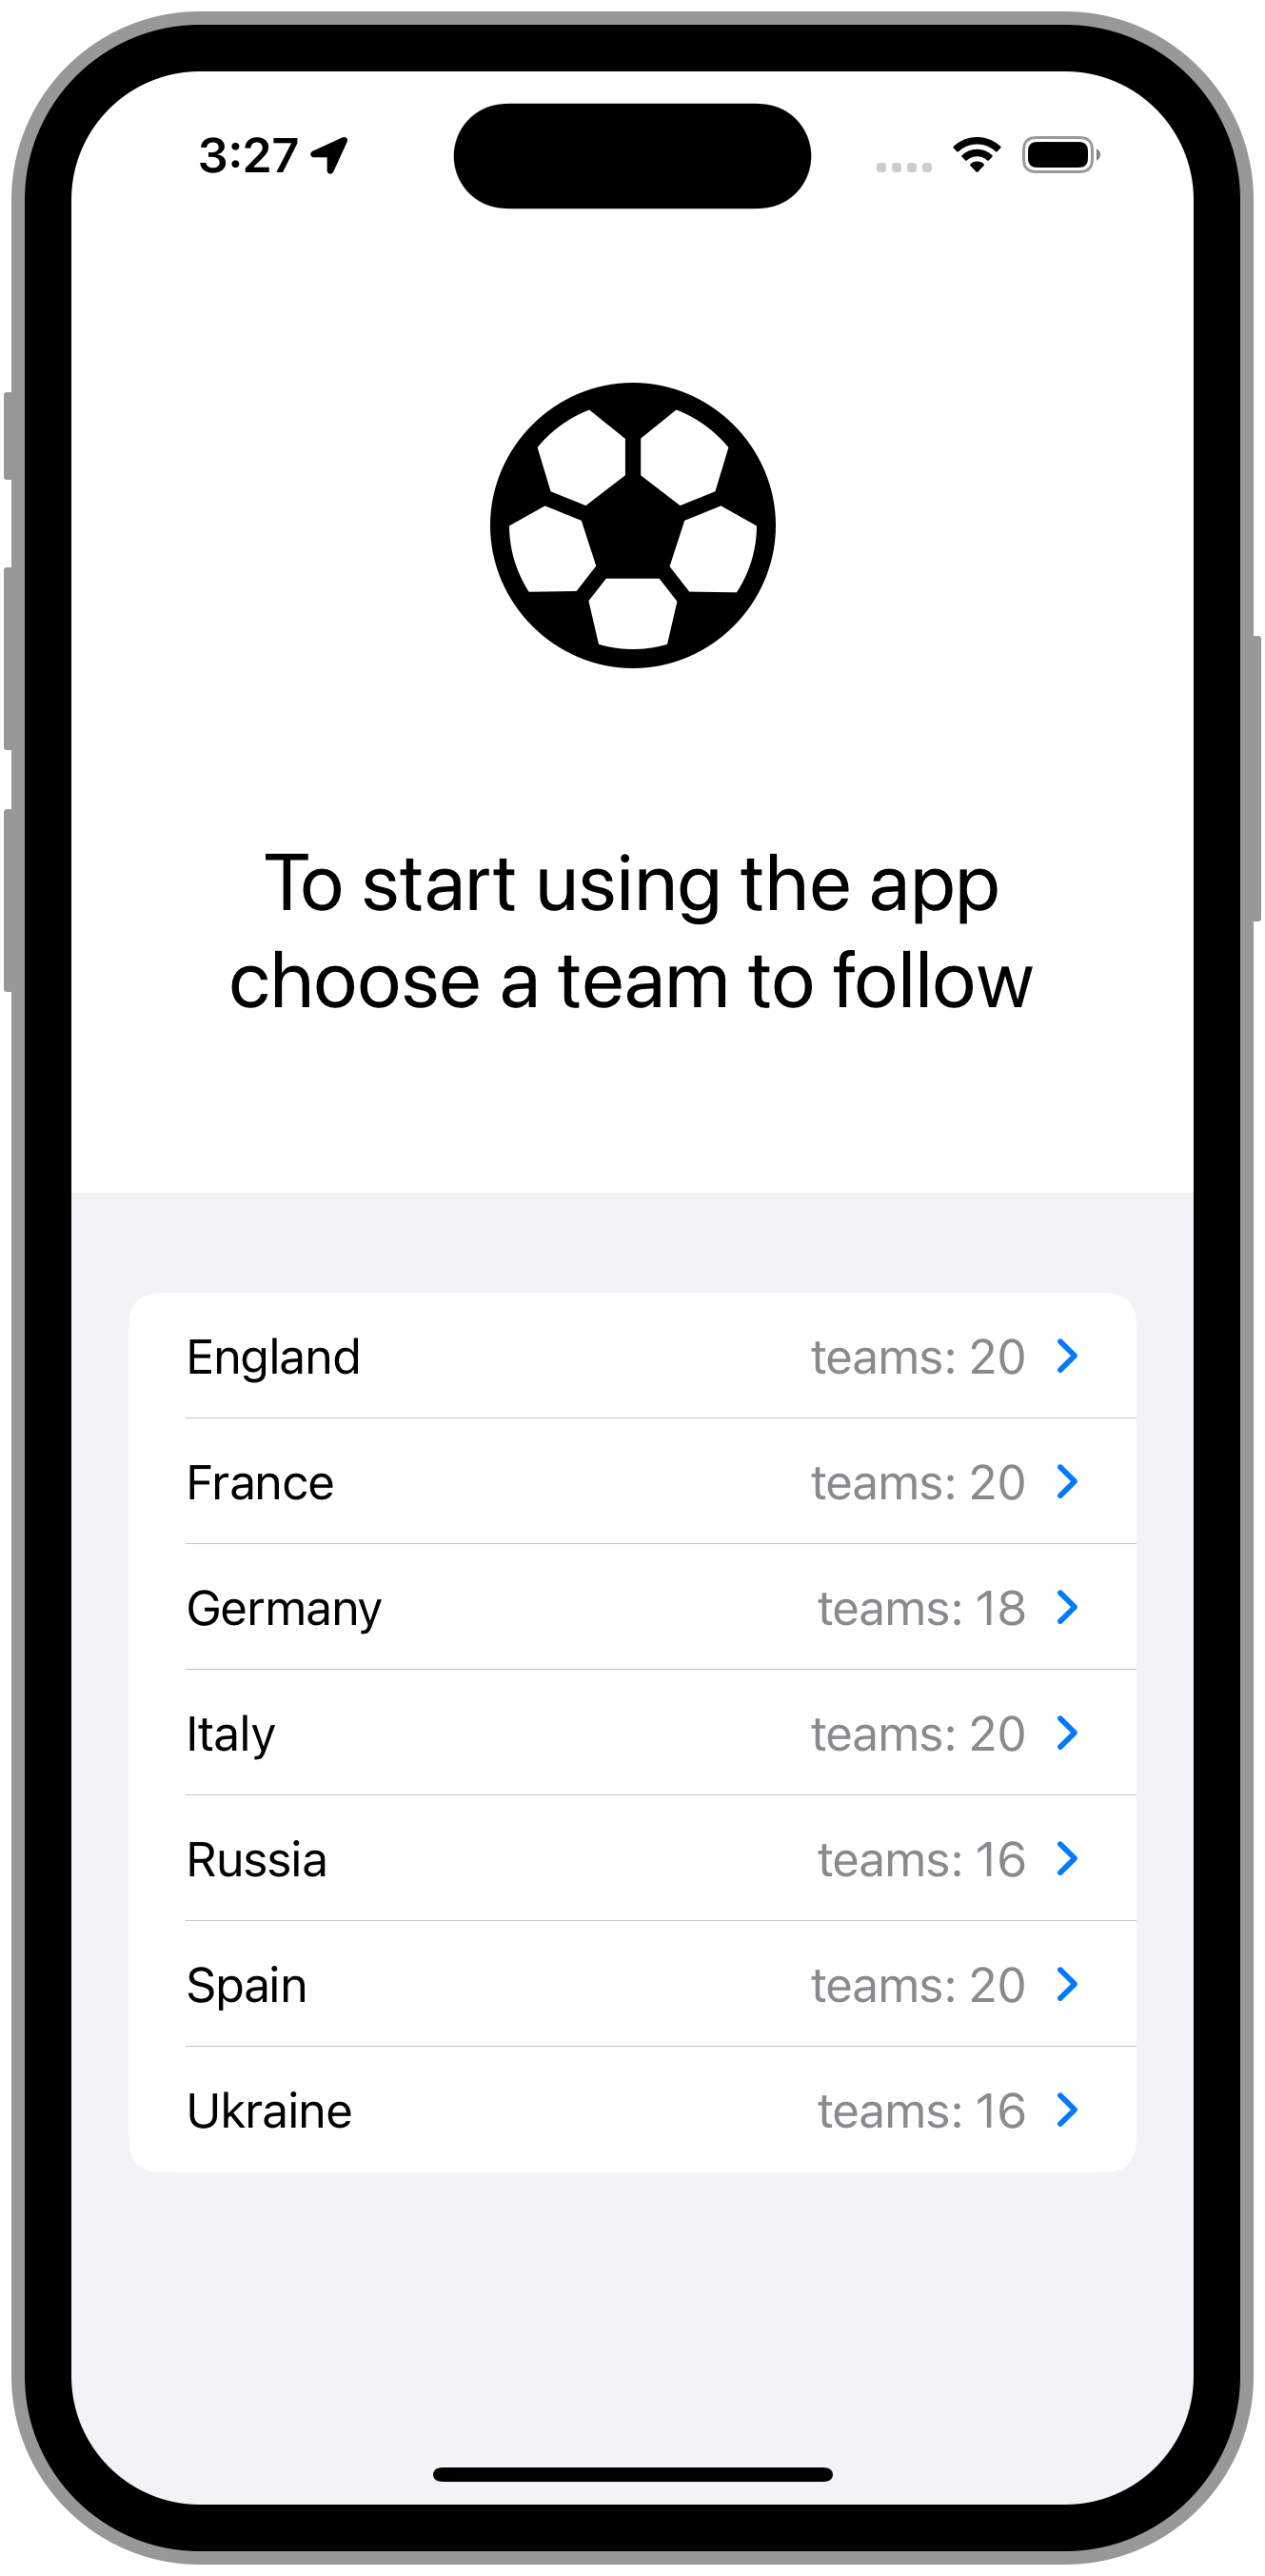 3:27
To start using the app
choose a team to follow
England teams: 20
France teams: 20
Germany teams: 18
Italy teams: 20
Russia teams: 16
Spain teams: 20
Ukraine teams: 16